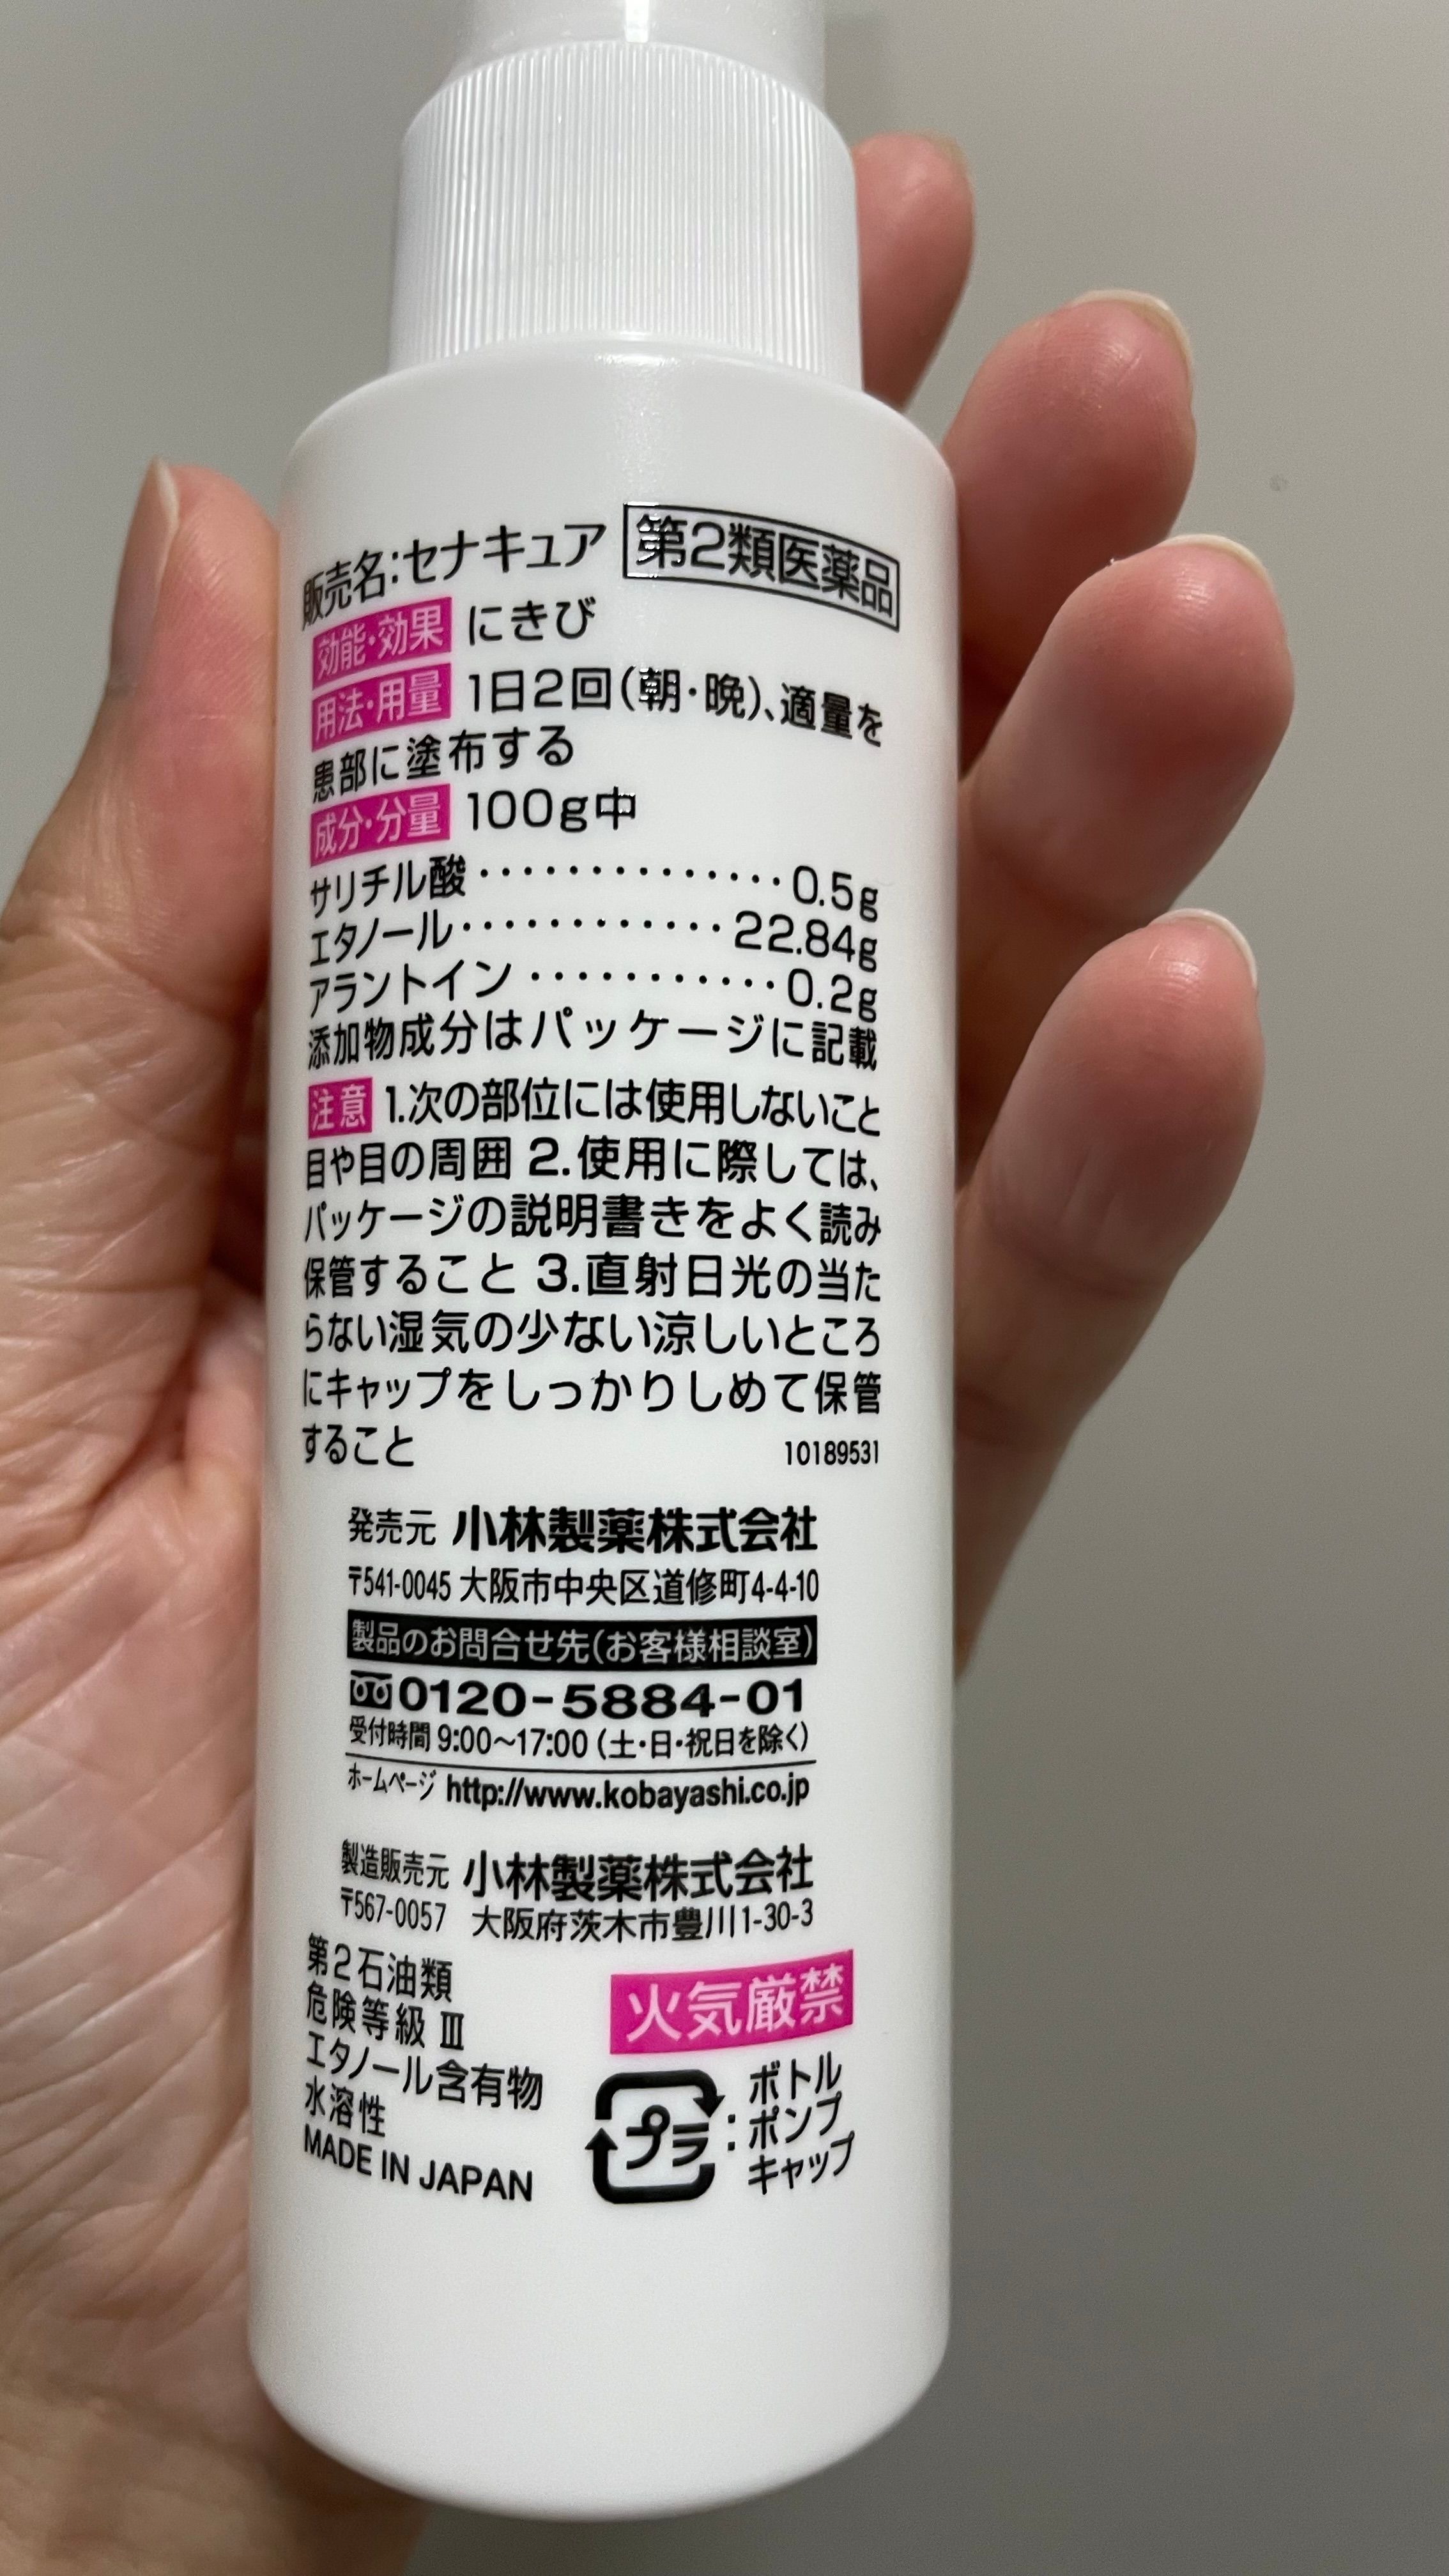 販売名:セナキュア 第2類医薬品
効能・効果 にきび
用法・用量 1日2回(朝・晩)、適量を
患部に塗布する
成分・分量 100g中
サリチル酸‥‥‥‥‥‥‥0.5g
エタノール‥‥‥‥‥‥22.84g
アラントイン‥‥‥‥‥‥0.2g
添加物成分はパッケージに記載
注意 1.次の部位には使用しないこと
目や目の周囲 2.使用に際しては、
パッケージの説明書きをよく読み
保管すること 3.直射日光の当た
らない湿気の少ない涼しいところ
にキャップをしっかりしめて保管
すること 10189531
発売元 小林製薬株式会社
〒541-0045 大阪市中央区道修町4-4-10
製品のお問合せ先(お客様相談室)
0120-5884-01
受付時間 9:00〜17:00(土・日・祝日を除く)
ホームページ http://www.kobayashi.co.jp
製造販売元 小林製薬株式会社
〒567-0057 大阪府茨木市豊川1-30-3
第2石油類
危険等級 Ⅲ
エタノール含有物
水溶性
MADE IN JAPAN
火気厳禁
プラ : ボトル
ポンプ
キャップ